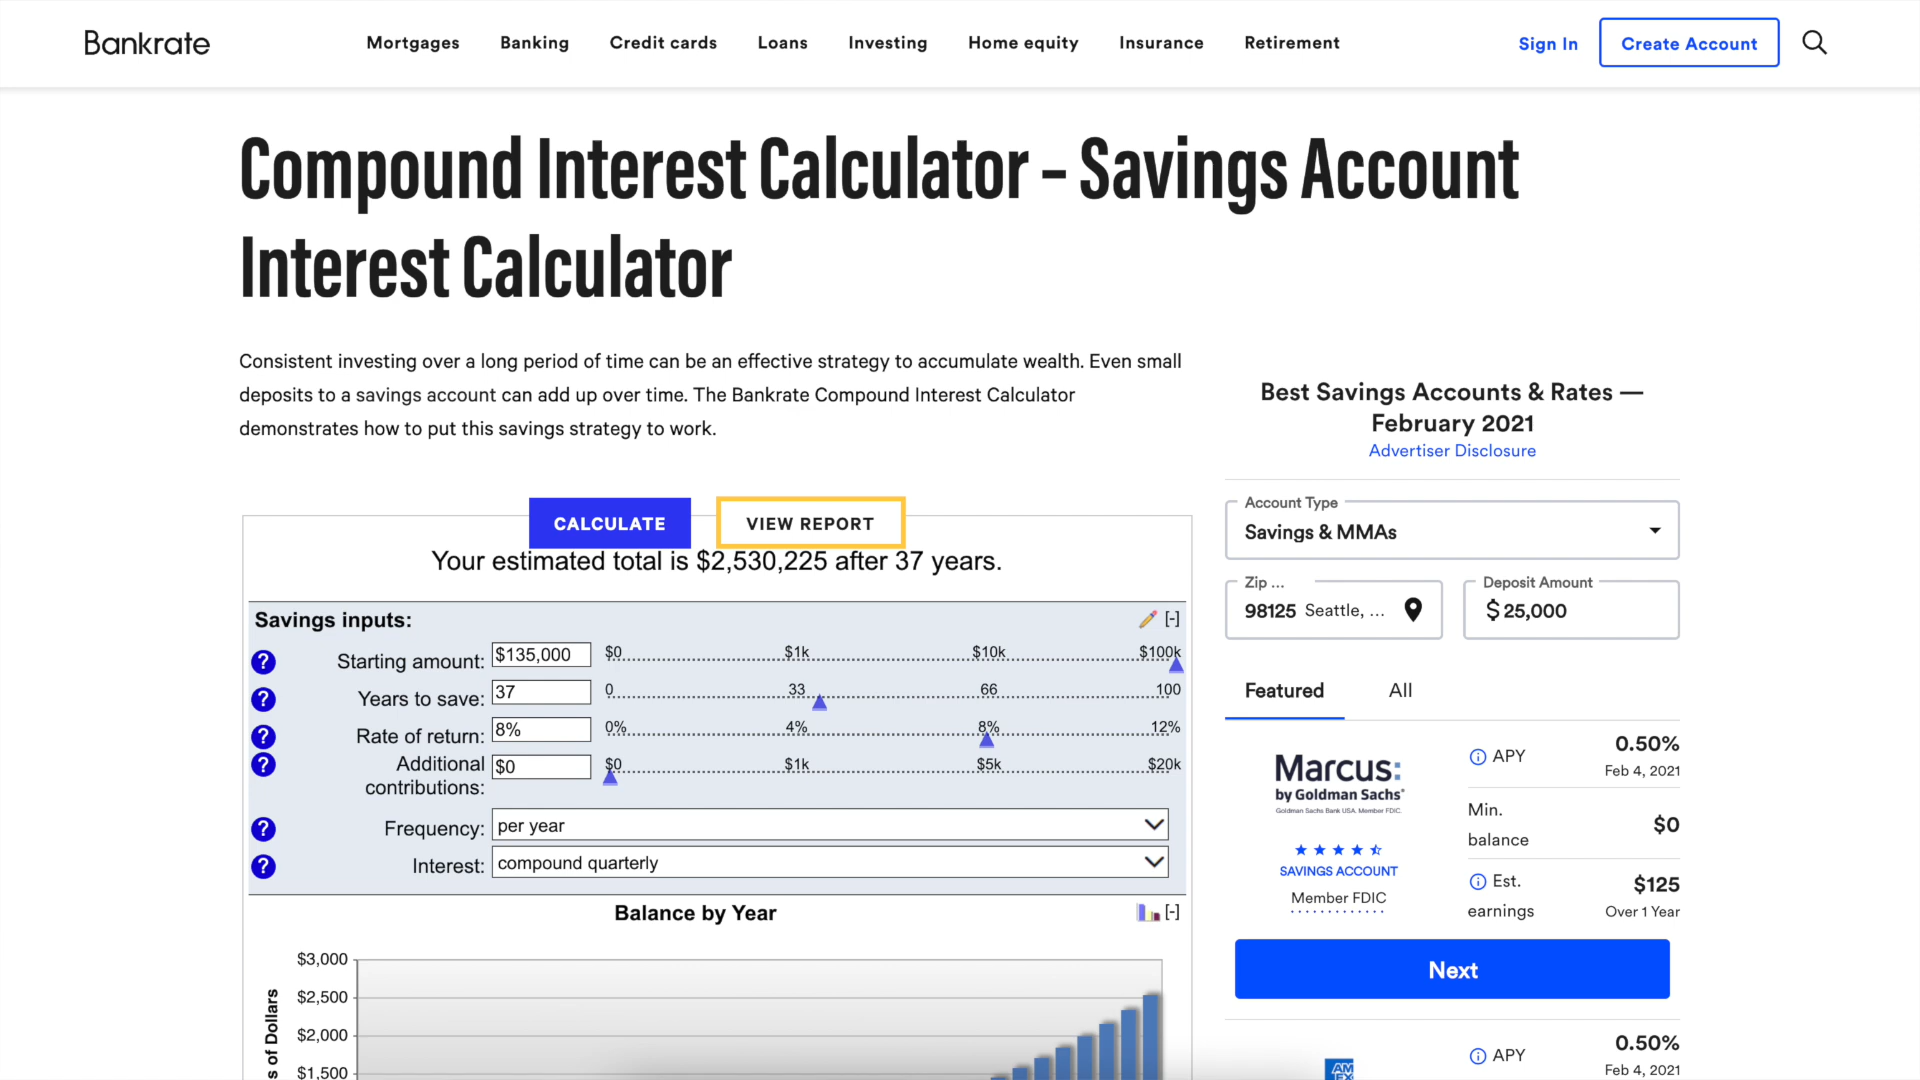 Bankrate
Mortgages Banking Credit cards Loans Investing Home equity Insurance Retirement
Sign In Create Account
Compound Interest Calculator – Savings Account
Interest Calculator
Consistent investing over a long period of time can be an effective strategy to accumulate wealth. Even small
deposits to a savings account can add up over time. The Bankrate Compound Interest Calculator
demonstrates how to put this savings strategy to work.
CALCULATE VIEW REPORT
Your estimated total is $2,530,225 after 37 years.
Savings inputs: [-]
? Starting amount: $135,000 $0 $1k $10k $100k
? Years to save: 37 0 33 66 100
? Rate of return: 8% 0% 4% 8% 12%
? Additional
contributions: $0 $0 $1k $5k $20k
? Frequency: per year
? Interest: compound quarterly
Balance by Year [-]
$3,000
$2,500
$2,000
$1,500
s of Dollars
Best Savings Accounts & Rates —
February 2021
Advertiser Disclosure
Account Type
Savings & MMAs
Zip ...
98125 Seattle, ...
Deposit Amount
$ 25,000
Featured All
Marcus:
by Goldman Sachs®
Goldman Sachs Bank USA. Member FDIC.
SAVINGS ACCOUNT
Member FDIC
APY 0.50%
Feb 4, 2021
Min.
balance $0
Est.
earnings $125
Over 1 Year
Next
AM
EX
APY 0.50%
Feb 4, 2021